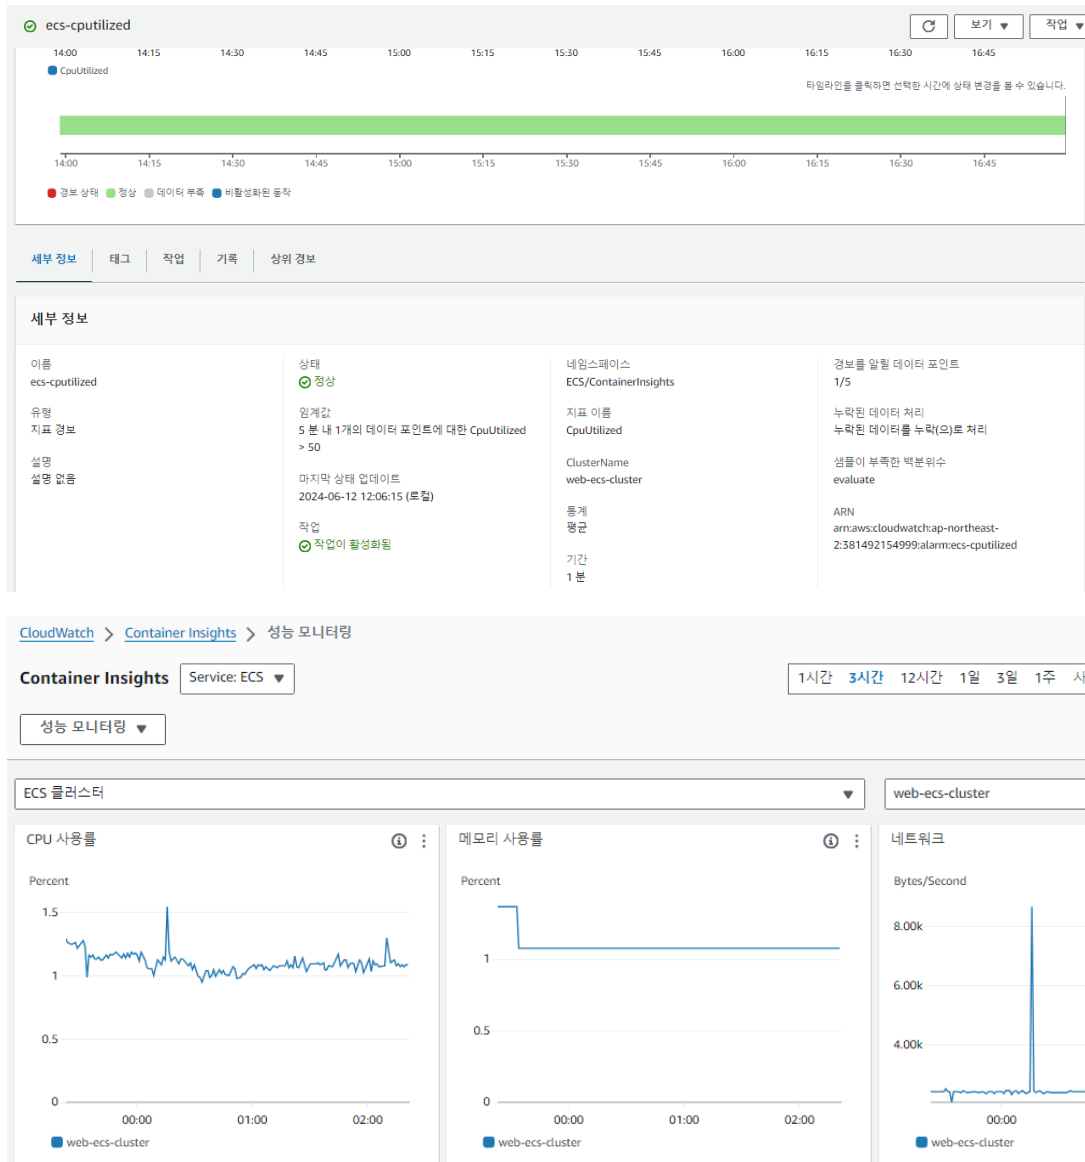 ecs-cputilized
보기
작업
14:00 14:15 14:30 14:45 15:00 15:15 15:30 15:45 16:00 16:15 16:30 16:45
CpuUtilized
타임라인을 클릭하면 선택한 시간에 상태 변경을 볼 수 있습니다.
14:00 14:15 14:30 14:45 15:00 15:15 15:30 15:45 16:00 16:15 16:30 16:45
경보 상태 정상 데이터 부족 비활성화된 동작
세부 정보 태그 작업 기록 상위 경보
세부 정보
이름
ecs-cputilized
유형
지표 경보
설명
설명 없음
상태
정상
임계값
5 분 내 1개의 데이터 포인트에 대한 CpuUtilized
> 50
마지막 상태 업데이트
2024-06-12 12:06:15 (로컬)
작업
작업이 활성화됨
네임스페이스
ECS/ContainerInsights
지표 이름
CpuUtilized
ClusterName
web-ecs-cluster
통계
평균
기간
1 분
경보를 알릴 데이터 포인트
1/5
누락된 데이터 처리
누락된 데이터를 누락(으)로 처리
샘플이 부족한 백분위수
evaluate
ARN
arn:aws:cloudwatch:ap-northeast-
2:381492154999:alarm:ecs-cputilized
CloudWatch > Container Insights > 성능 모니터링
Container Insights
Service: ECS
1시간 3시간 12시간 1일 3일 1주 사
성능 모니터링
ECS 클러스터
web-ecs-cluster
CPU 사용률
Percent
1.5
1
0.5
0
00:00 01:00 02:00
web-ecs-cluster
메모리 사용률
Percent
1
0.5
0
00:00 01:00 02:00
web-ecs-cluster
네트워크
Bytes/Second
8.00k
6.00k
4.00k
00:00
web-ecs-cluster